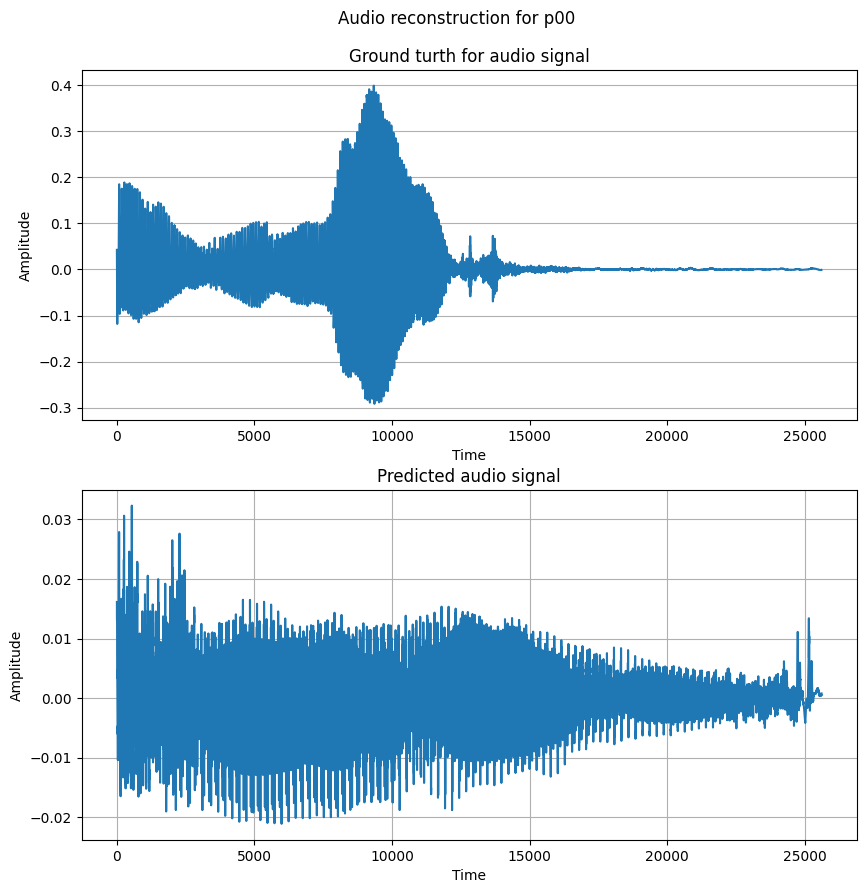 Audio reconstruction for p00
Ground turth for audio signal
0.4
0.3
0.2
0.1
0.0
−0.1
−0.2
−0.3
Amplitude
0 5000 10000 15000 20000 25000
Time
Predicted audio signal
0.03
0.02
0.01
0.00
−0.01
−0.02
Amplitude
0 5000 10000 15000 20000 25000
Time